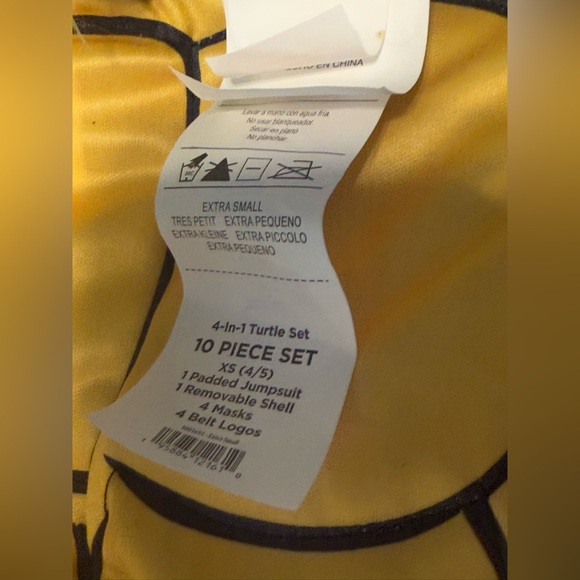 EN CHINA
Lavar a mano con agua fria.
No usar blanqueador.
Secar en plano
No planchar
EXTRA SMALL
TRES PETIT EXTRA PEQUENO
EXTRA KLEINE EXTRA PICCOLO
EXTRA PEQUENO
4-In-1 Turtle Set
10 PIECE SET
XS (4/5)
1 Padded Jumpsuit
1 Removable Shell
4 Masks
4 Belt Logos